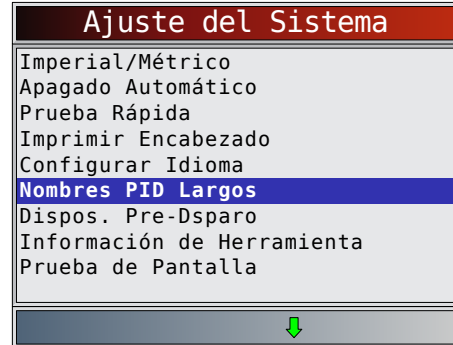 Ajuste del Sistema
Imperial/Métrico
Apagado Automático
Prueba Rápida
Imprimir Encabezado
Configurar Idioma
Nombres PID Largos
Dispos. Pre-Dsparo
Información de Herramienta
Prueba de Pantalla